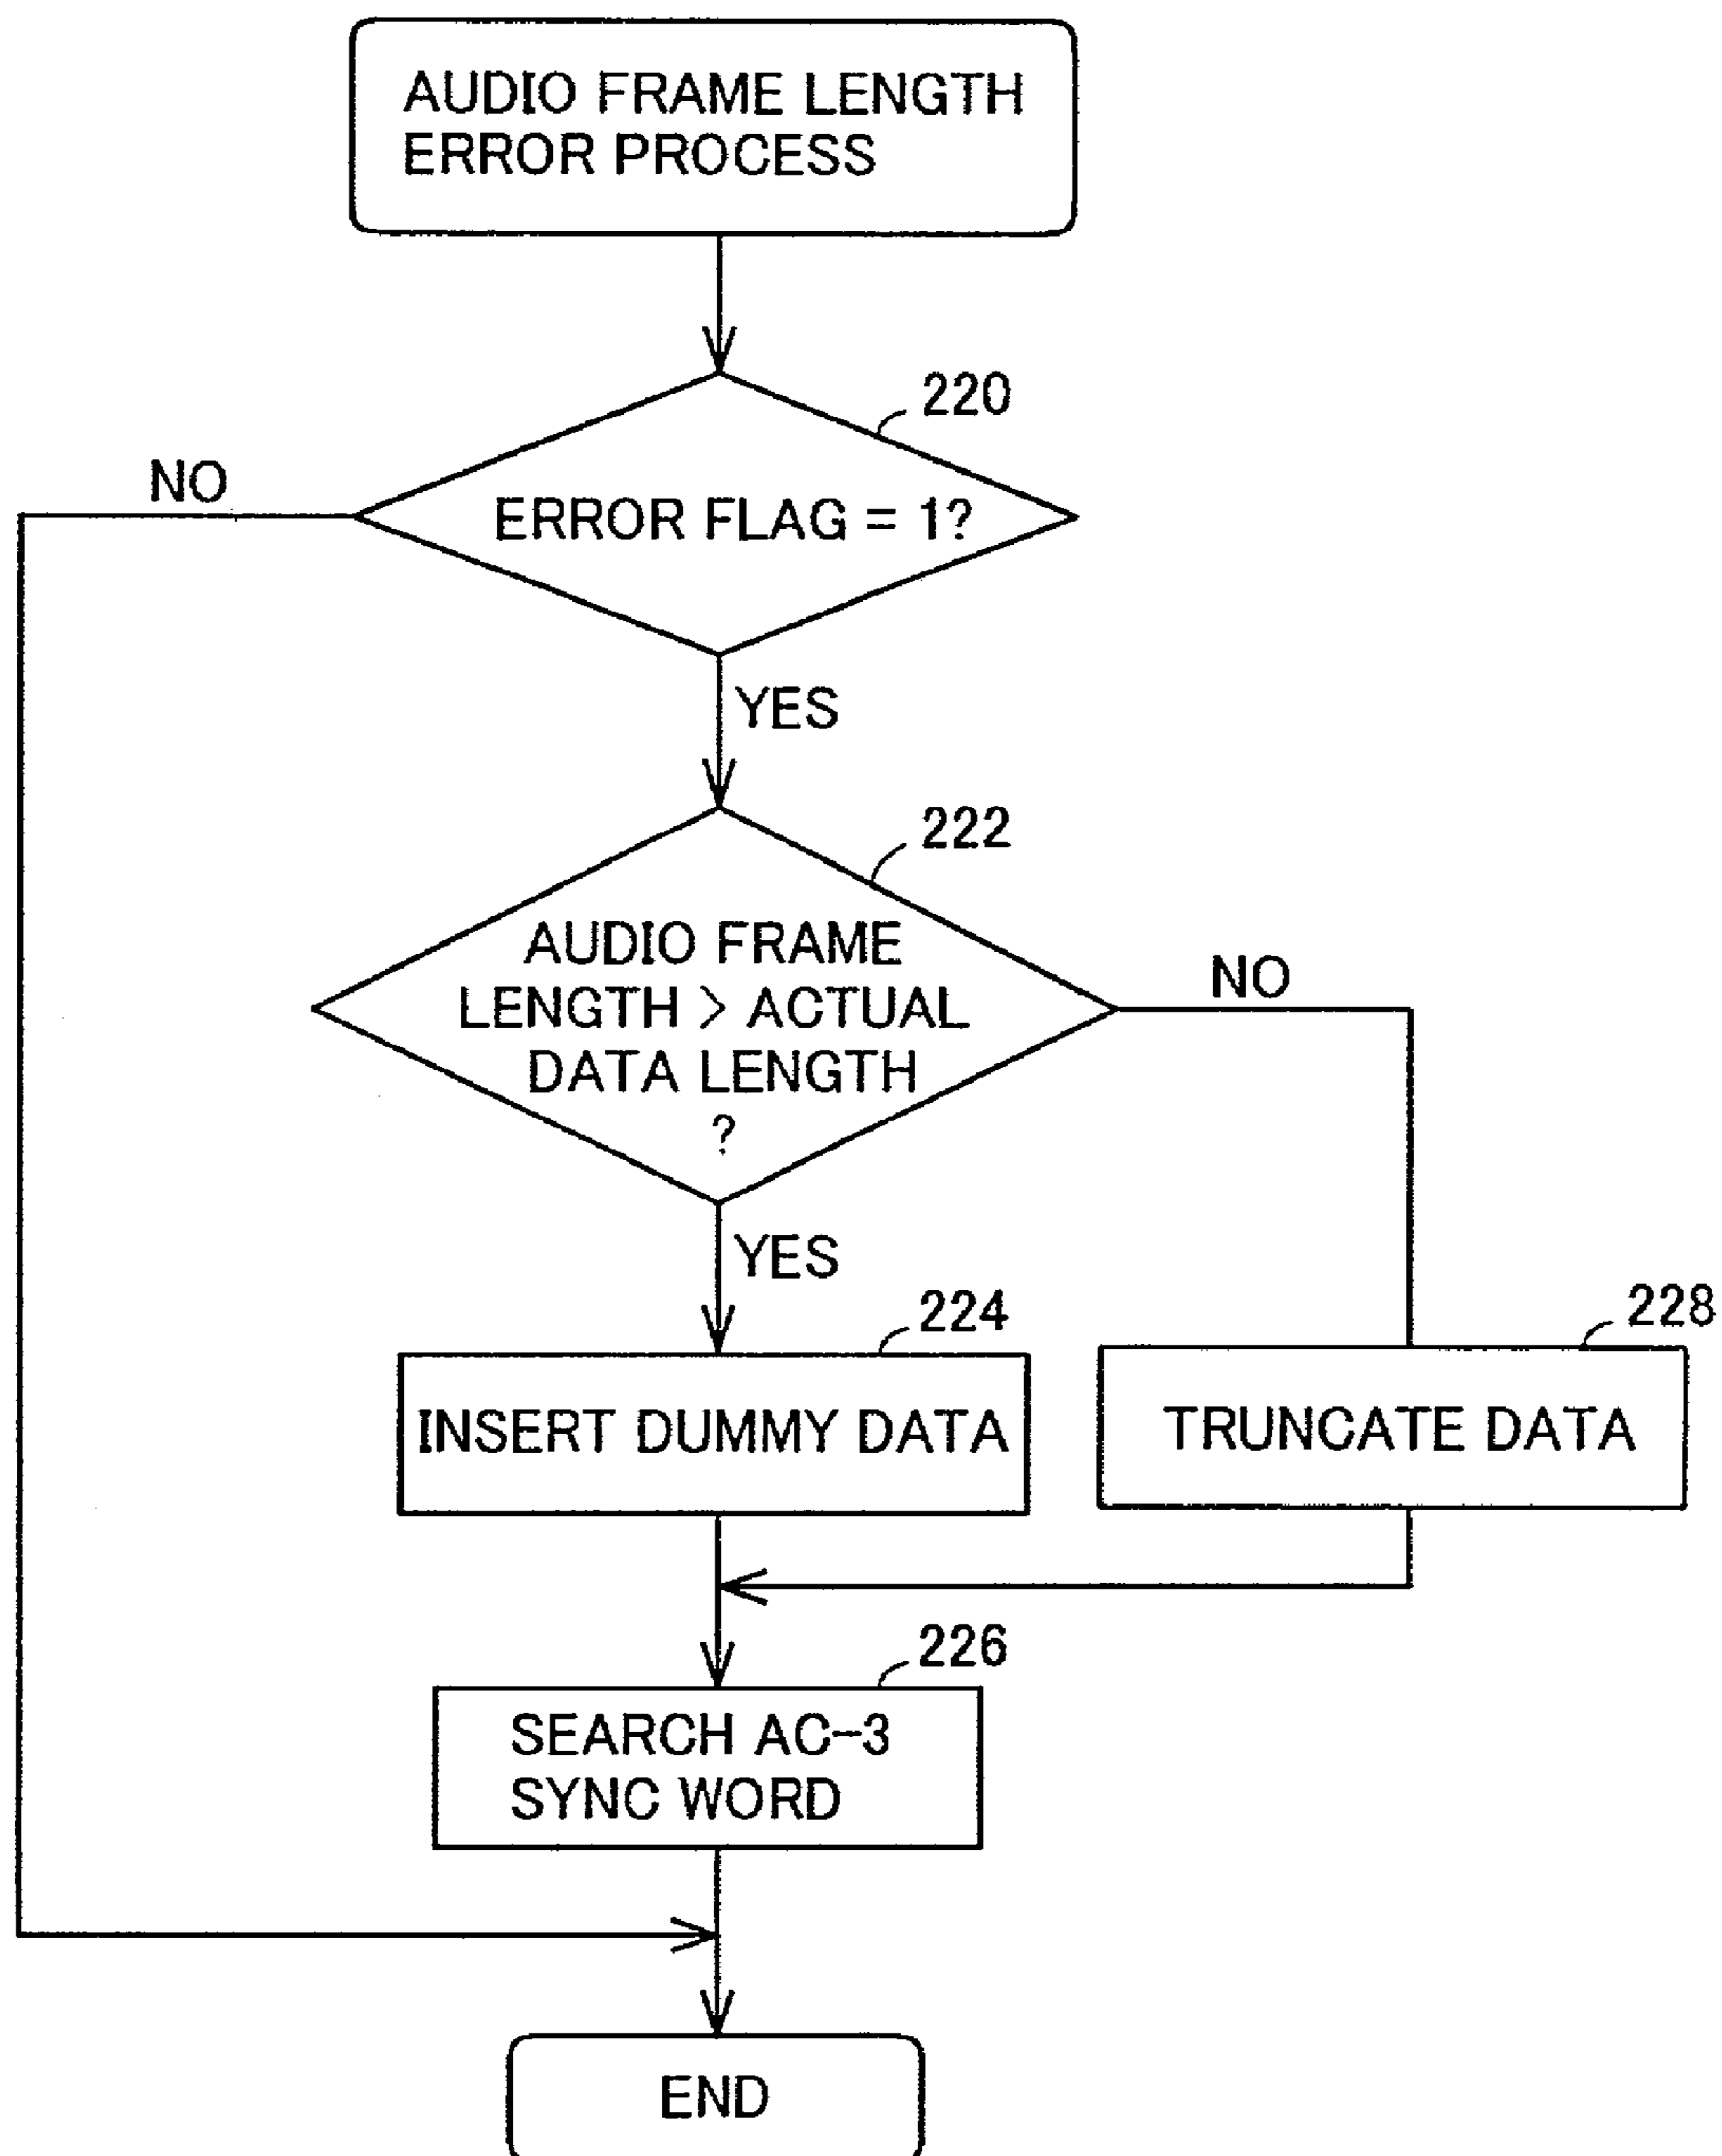 AUDIO FRAME LENGTH
ERROR PROCESS
220
NO
ERROR FLAG = 1?
YES
222
AUDIO FRAME
LENGTH > ACTUAL
DATA LENGTH
?
NO
YES
224
INSERT DUMMY DATA
228
TRUNCATE DATA
226
SEARCH AC-3
SYNC WORD
END